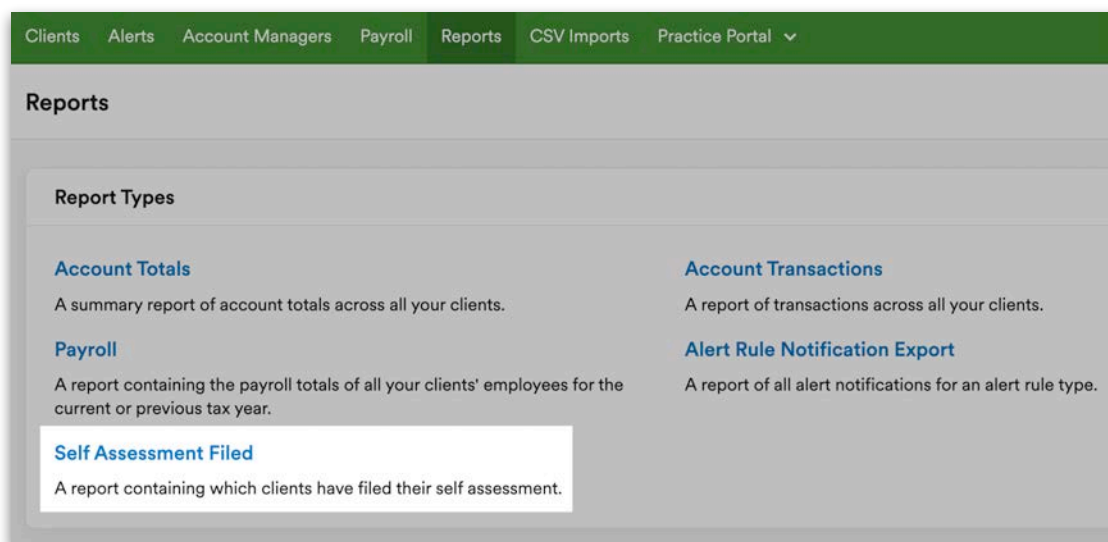 Clients Alerts Account Managers Payroll Reports CSV Imports Practice Portal
Reports
Report Types
Account Totals
A summary report of account totals across all your clients.
Account Transactions
A report of transactions across all your clients.
Payroll
A report containing the payroll totals of all your clients' employees for the
current or previous tax year.
Alert Rule Notification Export
A report of all alert notifications for an alert rule type.
Self Assessment Filed
A report containing which clients have filed their self assessment.